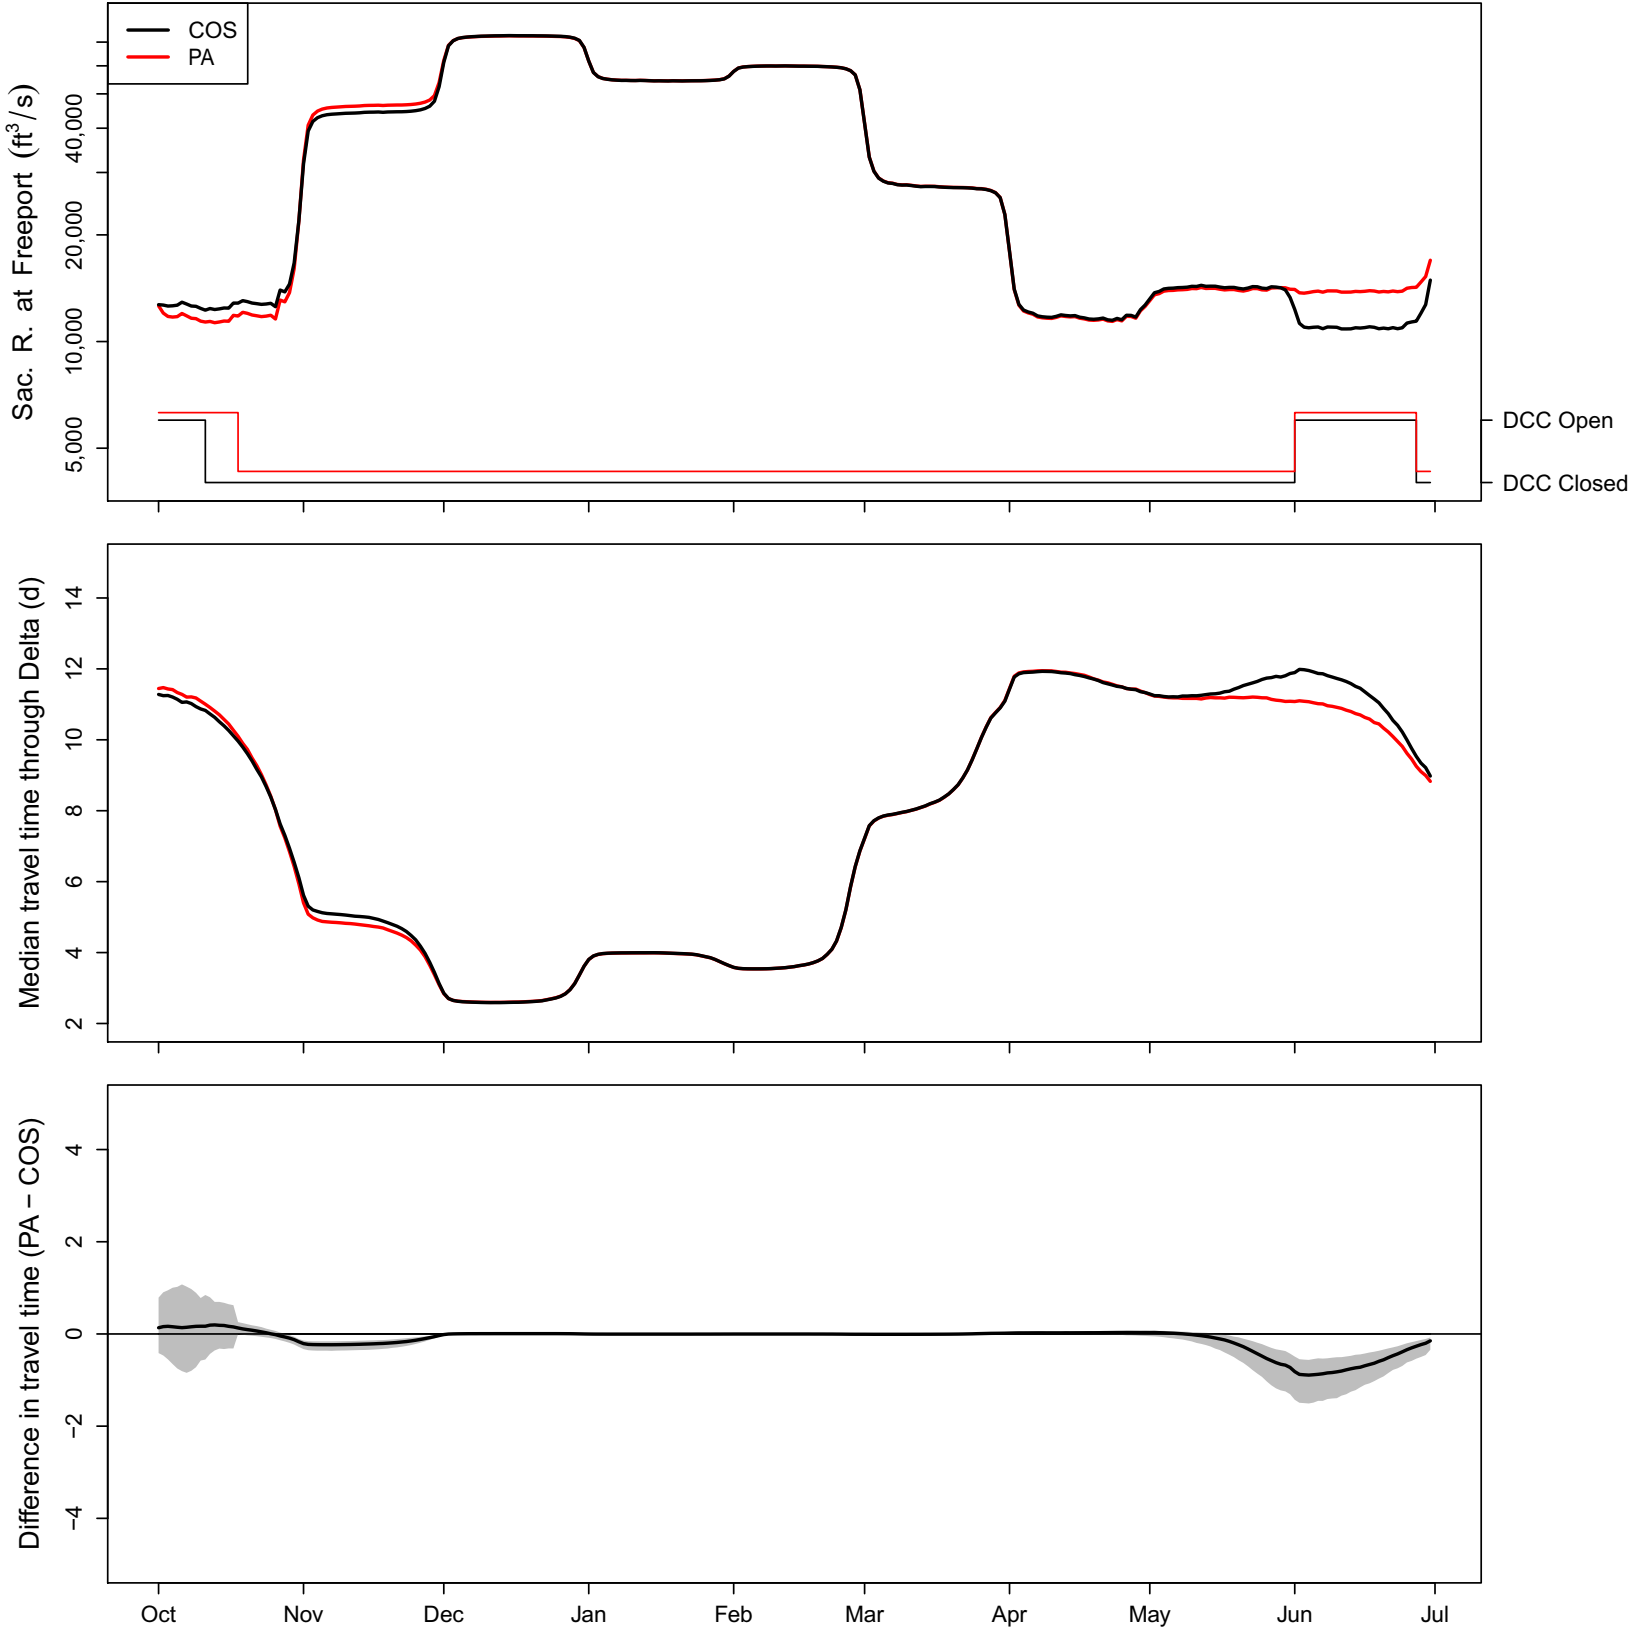 COS
PA
Sac. R. at Freeport (ft³/s)
40,000
20,000
10,000
5,000
DCC Open
DCC Closed
Median travel time through Delta (d)
14
12
10
8
6
4
2
Difference in travel time (PA − COS)
4
2
0
−2
−4
Oct Nov Dec Jan Feb Mar Apr May Jun Jul